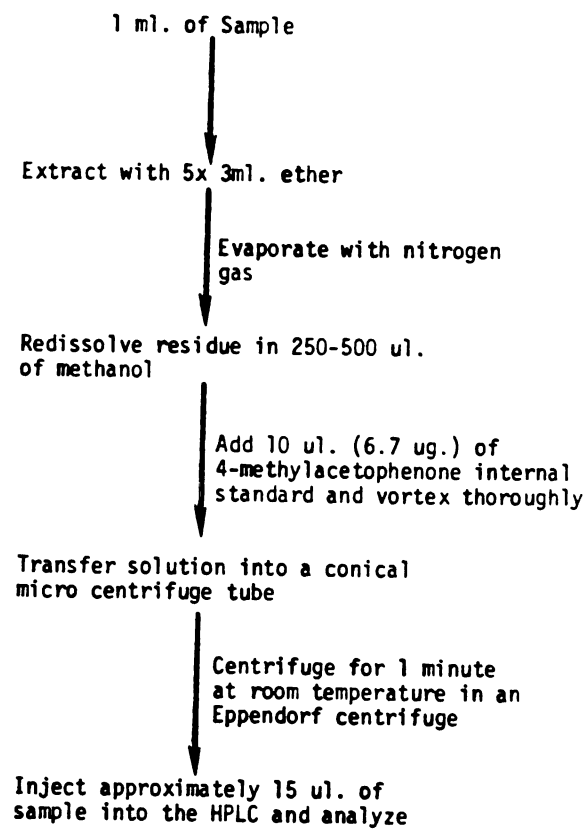 1 ml. of Sample
Extract with 5x 3ml. ether
Evaporate with nitrogen
gas
Redissolve residue in 250-500 ul.
of methanol
Add 10 ul. (6.7 ug.) of
4-methylacetophenone internal
standard and vortex thoroughly
Transfer solution into a conical
micro centrifuge tube
Centrifuge for 1 minute
at room temperature in an
Eppendorf centrifuge
Inject approximately 15 ul. of
sample into the HPLC and analyze